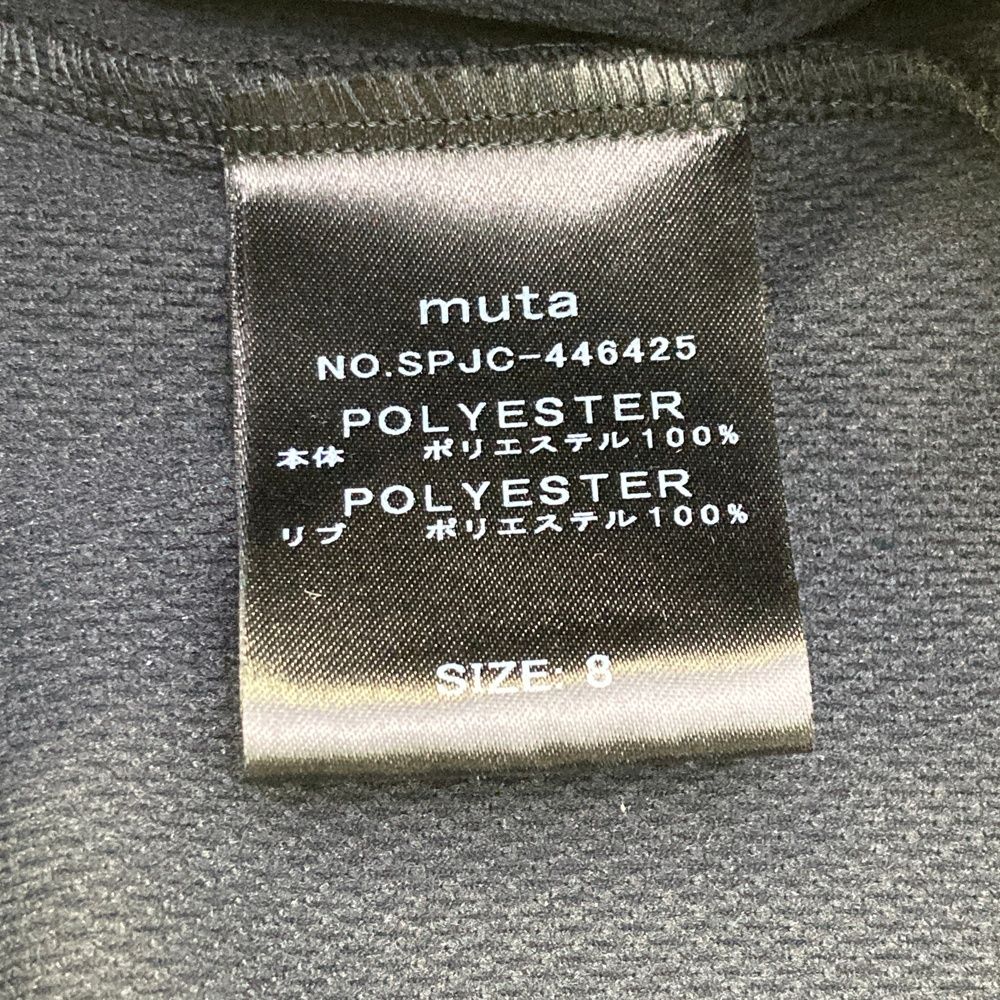 muta
NO.SPJC-446425
POLYESTER
本体 ポリエステル100%
POLYESTER
リブ ポリエステル100%
SIZE: 8